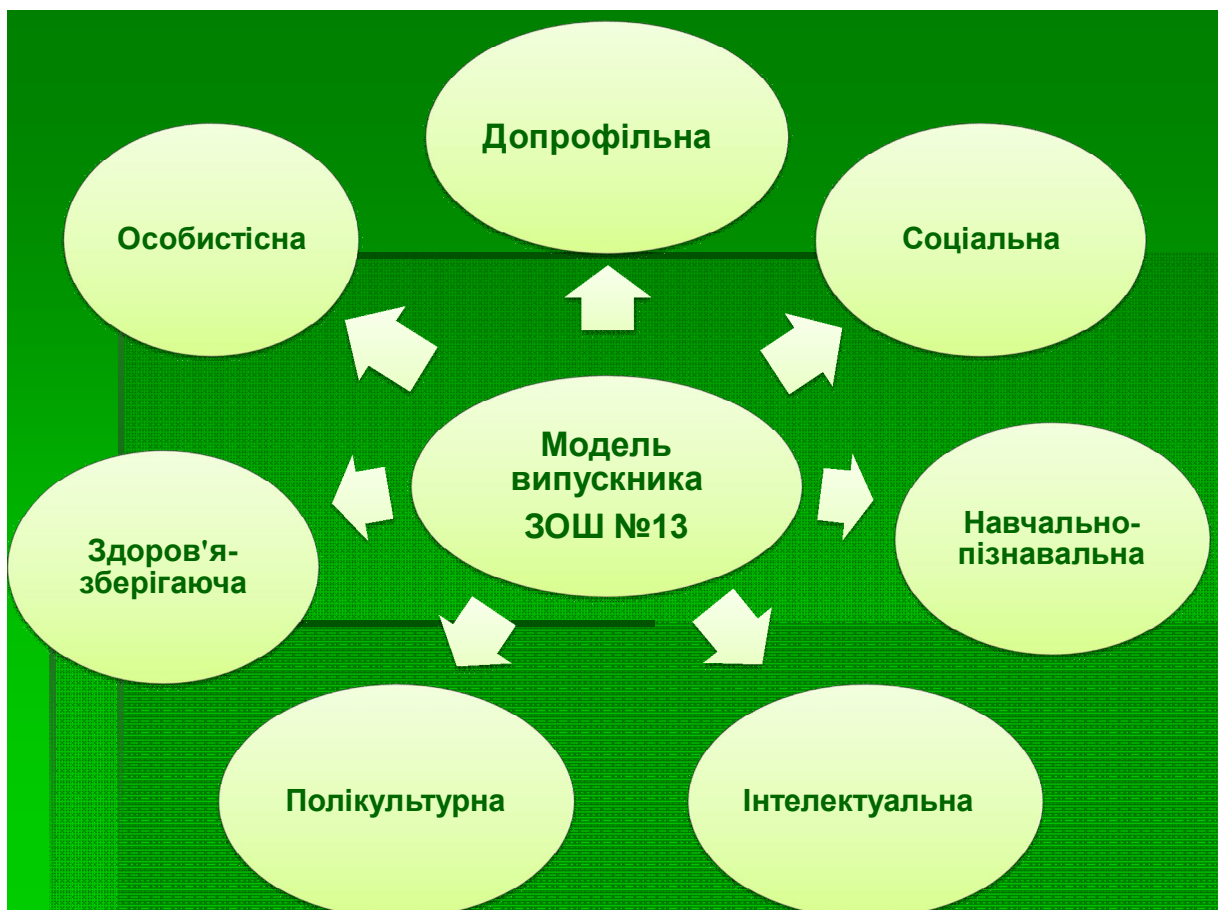 Допрофільна
Особистісна
Соціальна
Модель
випускника
ЗОШ №13
Здоров'я-
зберігаюча
Навчально-
пізнавальна
Полікультурна
Інтелектуальна